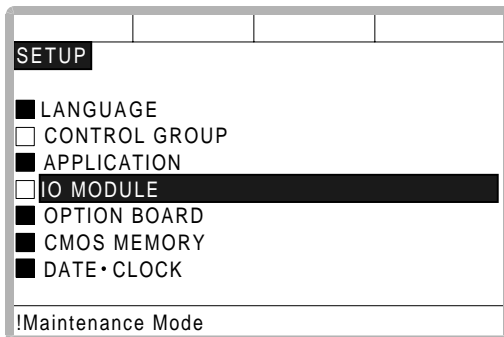 SETUP
LANGUAGE
CONTROL GROUP
APPLICATION
IO MODULE
OPTION BOARD
CMOS MEMORY
DATE・CLOCK
!Maintenance Mode